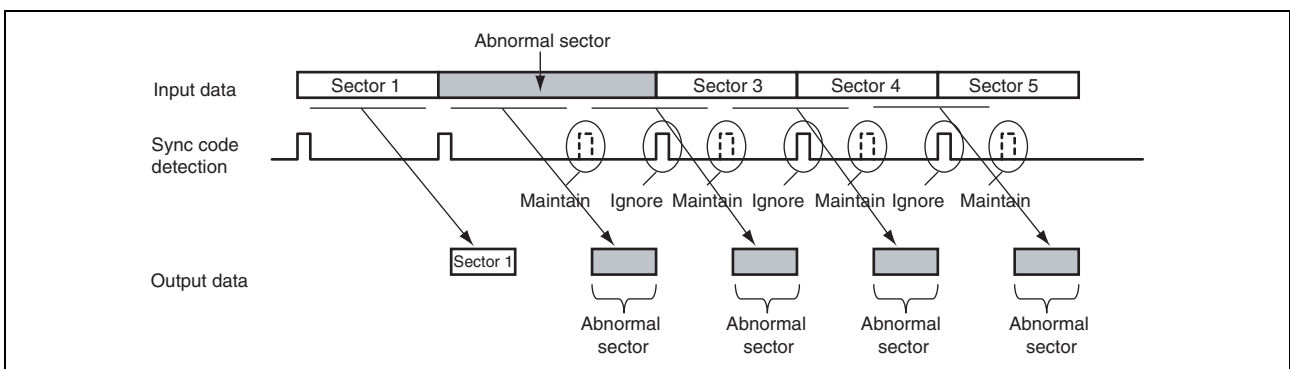 Abnormal sector
Input data
Sector 1
Sector 3
Sector 4
Sector 5
Sync code
detection
Maintain
Ignore
Maintain
Ignore
Maintain
Ignore
Maintain
Output data
Sector 1
Abnormal
sector
Abnormal
sector
Abnormal
sector
Abnormal
sector